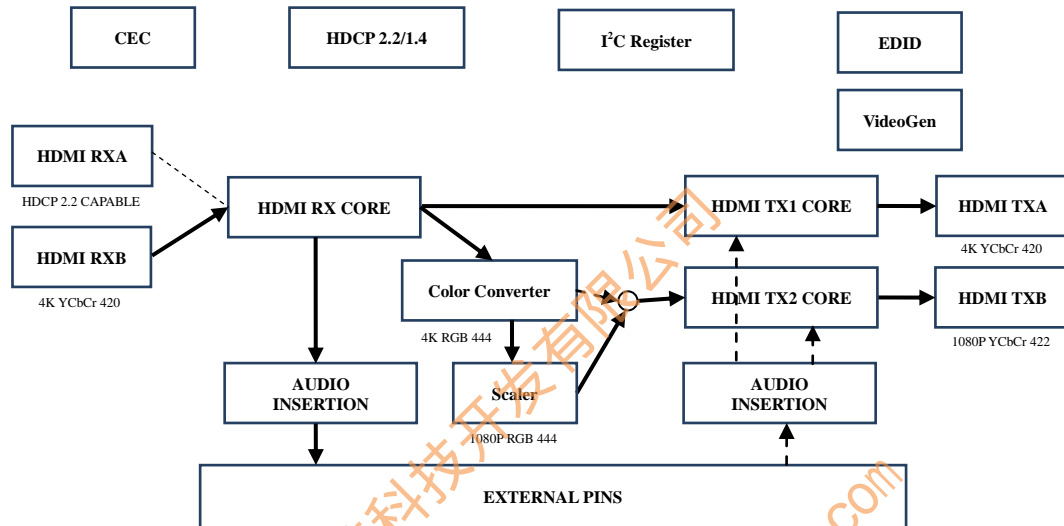 CEC
HDCP 2.2/1.4
I²C Register
EDID
VideoGen
HDMI RXA
HDCP 2.2 CAPABLE
HDMI RX CORE
HDMI TX1 CORE
HDMI TXA
4K YCbCr 420
HDMI RXB
4K YCbCr 420
Color Converter
4K RGB 444
HDMI TX2 CORE
HDMI TXB
1080P YCbCr 422
AUDIO
INSERTION
Scaler
1080P RGB 444
AUDIO
INSERTION
EXTERNAL PINS
科技开发有限公司
.com